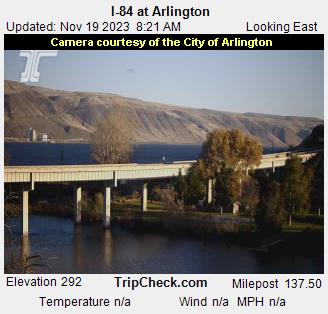 I-84 at Arlington
Updated: Nov 19 2023 8:21 AM Looking East
Camera courtesy of the City of Arlington
Elevation 292 TripCheck.com Milepost 137.50
Temperature n/a Wind n/a MPH n/a